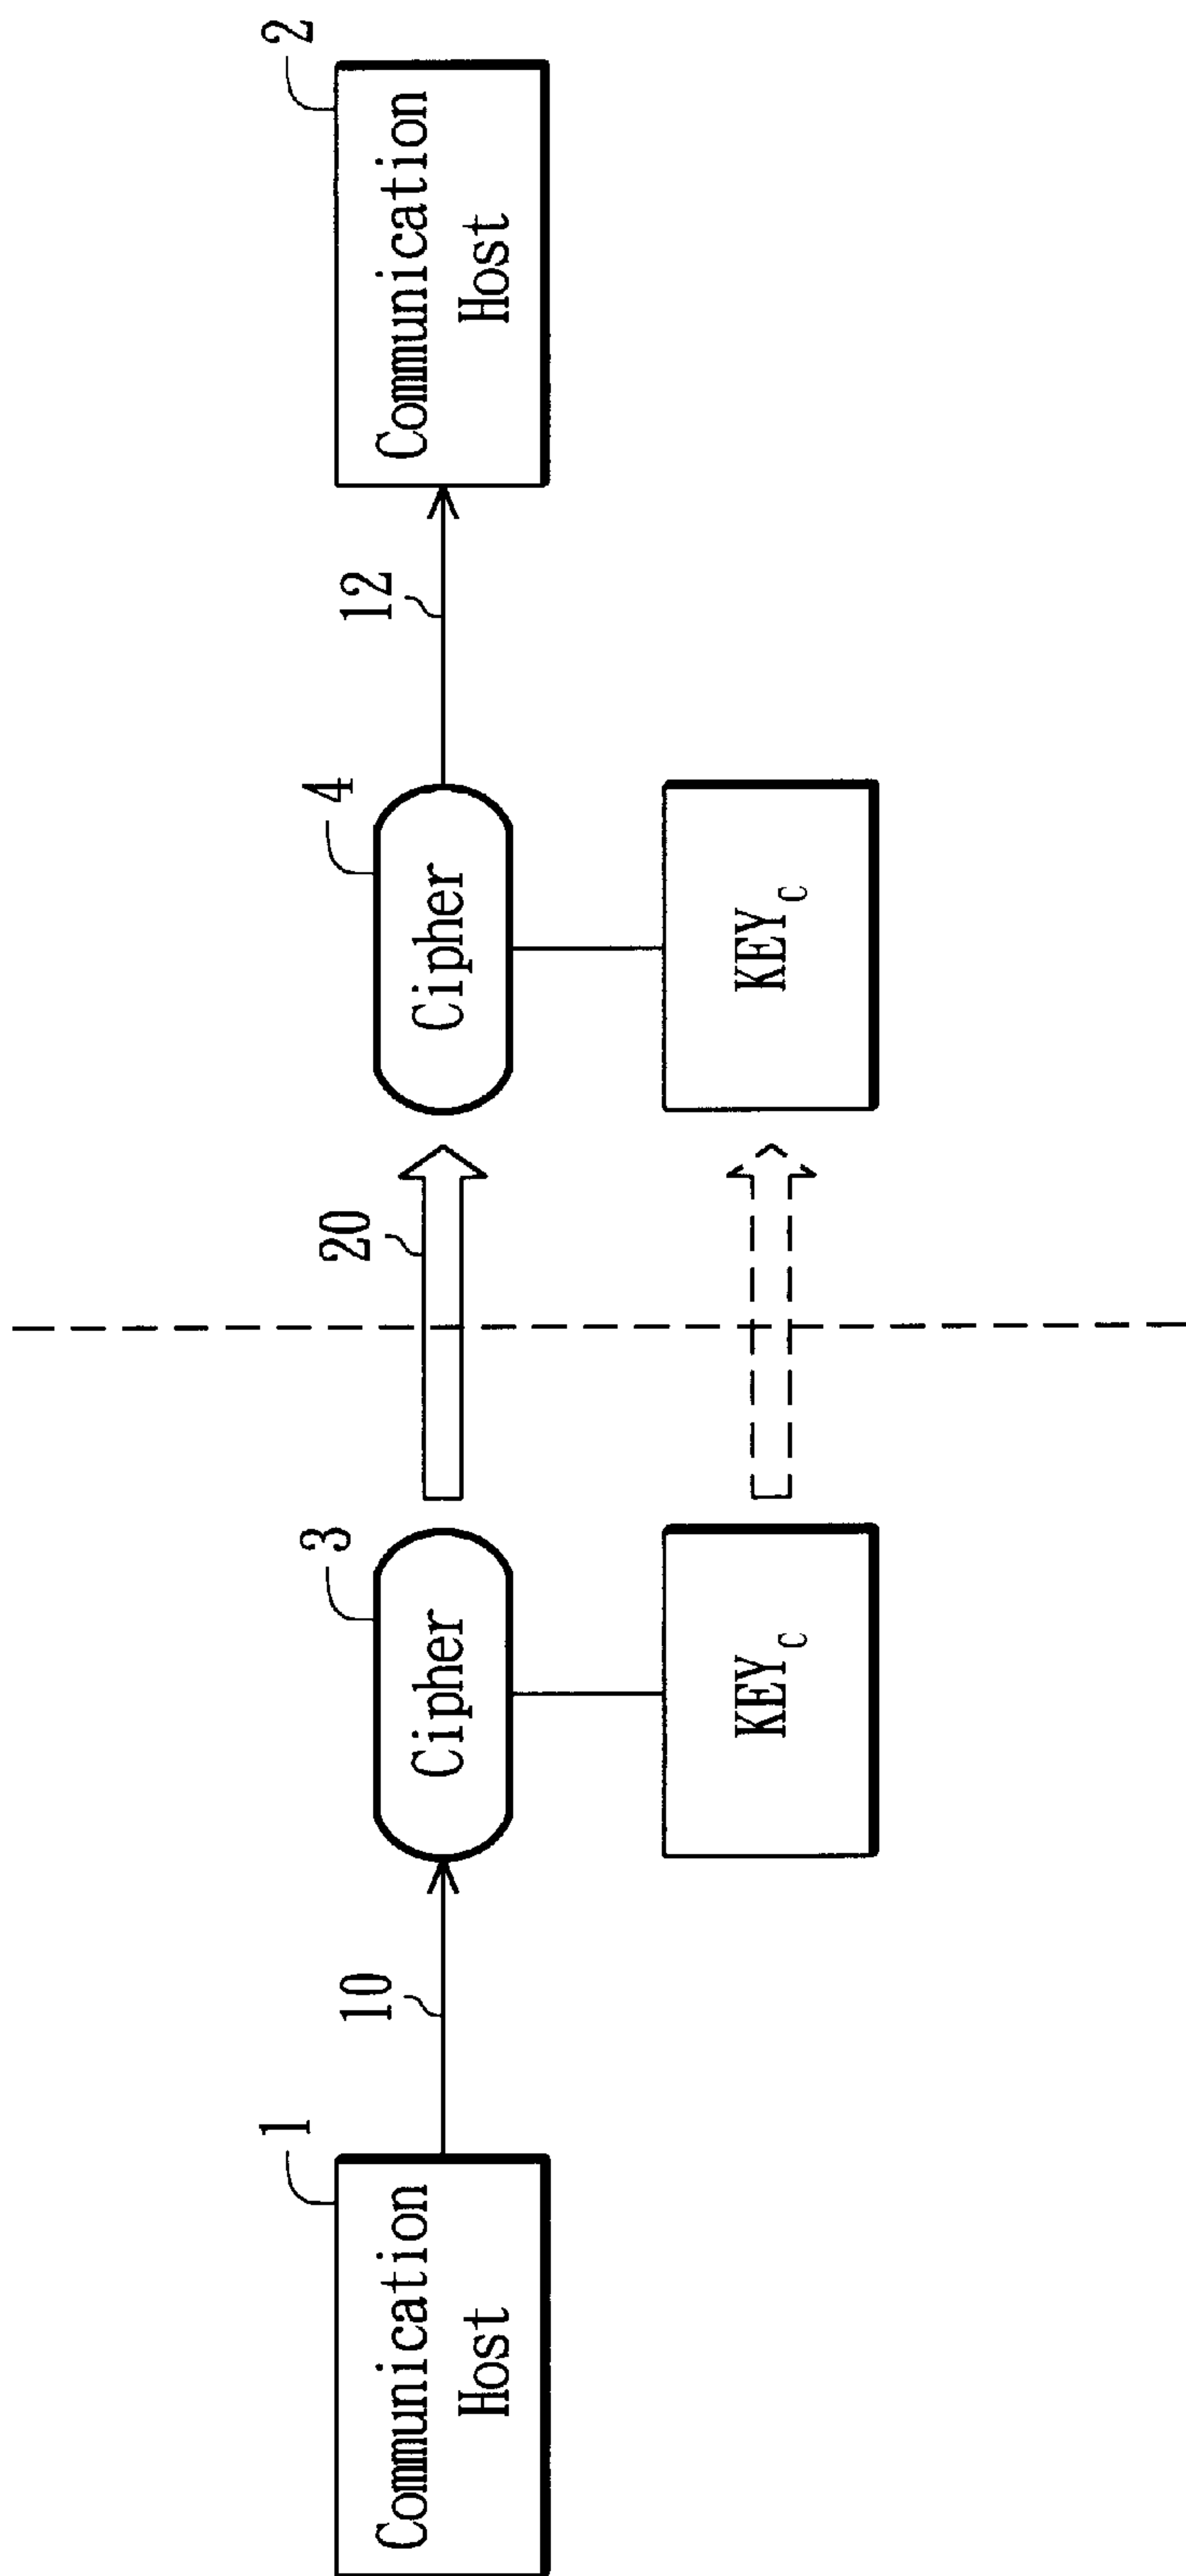 1
Communication
Host
10
3
Cipher
KEYC
20
4
Cipher
KEYC
12
2
Communication
Host